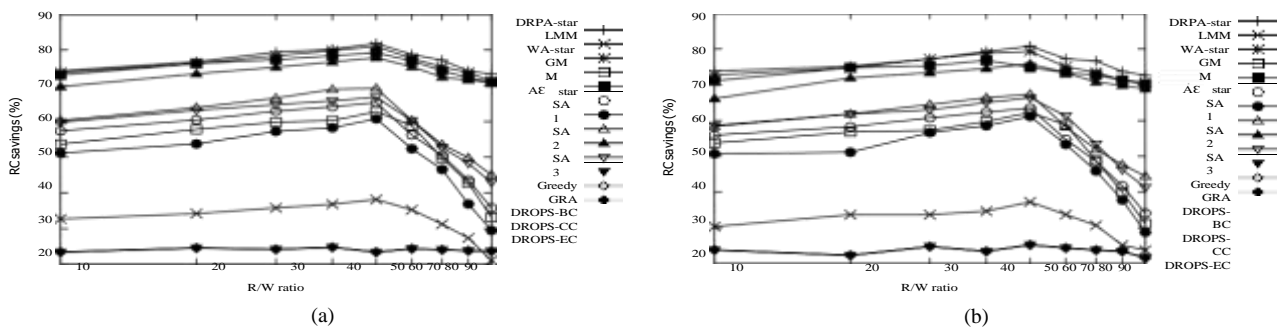 90
80
70
60
50
40
30
20
RC savings (%)
10 20 30 40 50 60 70 80 90
R/W ratio
DRPA-star
LMM
WA-star
GM
M
Aℇ star
SA
1
SA
2
SA
3
Greedy
GRA
DROPS-BC
DROPS-CC
DROPS-EC
(a)
90
80
70
60
50
40
30
20
RC savings (%)
10 20 30 40 50 60 70 80 90
R/W ratio
DRPA-star
LMM
WA-star
GM
M
Aℇ star
SA
1
SA
2
SA
3
Greedy
GRA
DROPS-
BC
DROPS-
CC
DROPS-EC
(b)